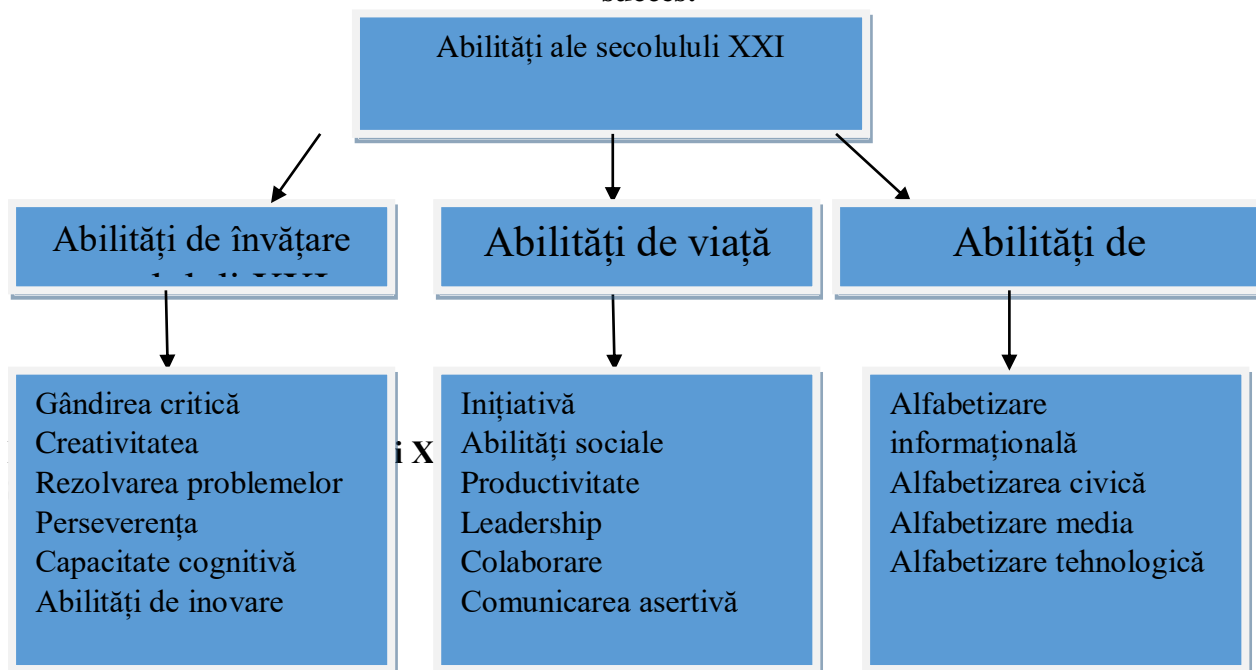 succes.
Abilități ale secolului XXI
Abilități de învățare
Abilități de viață
Abilități de
Gândirea critică
Creativitatea
Rezolvarea problemelor
Perseverența
Capacitate cognitivă
Abilități de inovare
i X
Inițiativă
Abilități sociale
Productivitate
Leadership
Colaborare
Comunicarea asertivă
Alfabetizare
informațională
Alfabetizarea civică
Alfabetizare media
Alfabetizare tehnologică